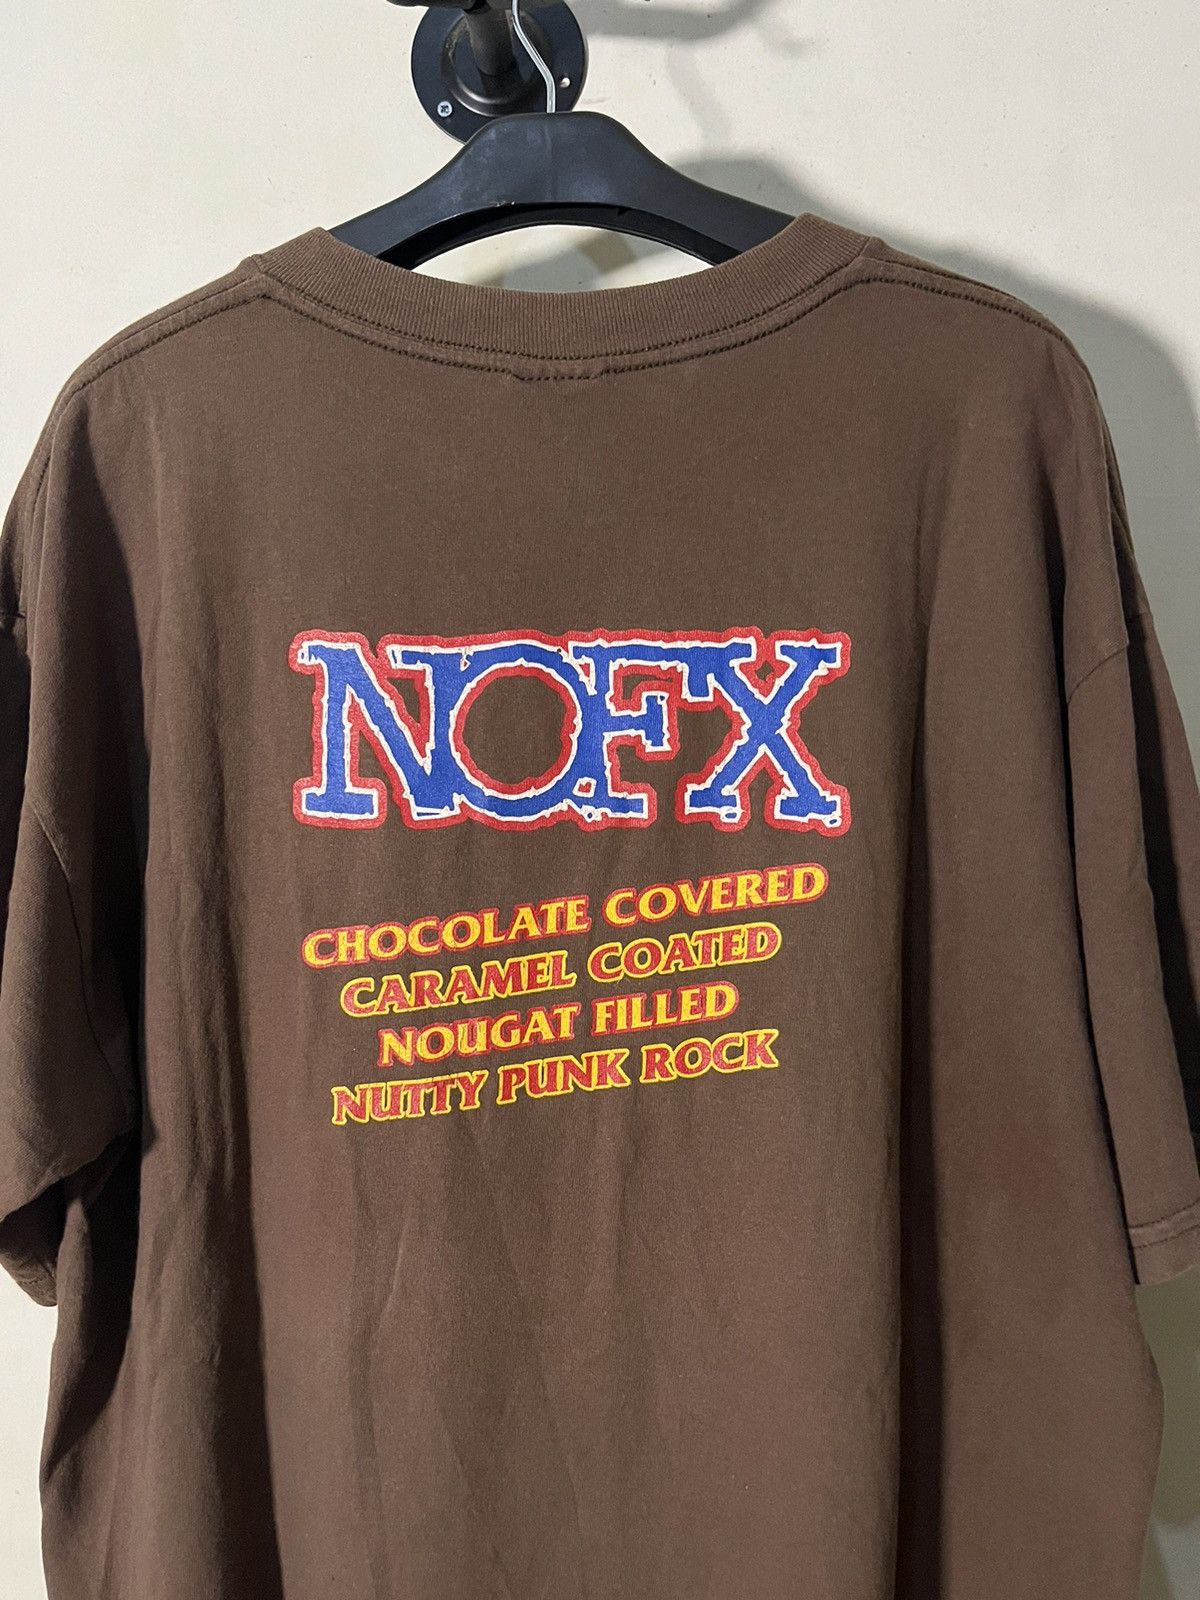 NOFX
CHOCOLATE COVERED
CARAMEL COATED
NOUGAT FILLED
NUTTY PUNK ROCK